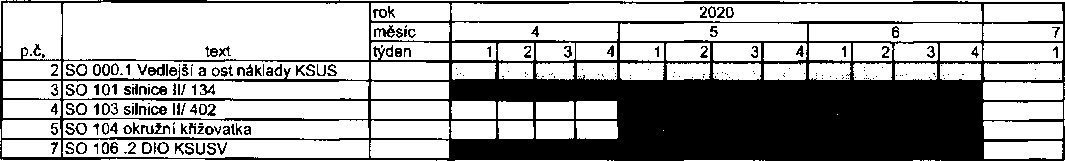 rok 2020
měsíc 4 5 6 7
p.č. text týden 1 2 3 4 1 2 3 4 1 2 3 4 1
2 SO 000.1 Vedlejší a ost náklady KSUS
3 SO 101 silnice II/ 134
4 SO 103 silnice II/ 402
5 SO 104 okružní křižovatka
7 SO 106 .2 DIO KSUSV